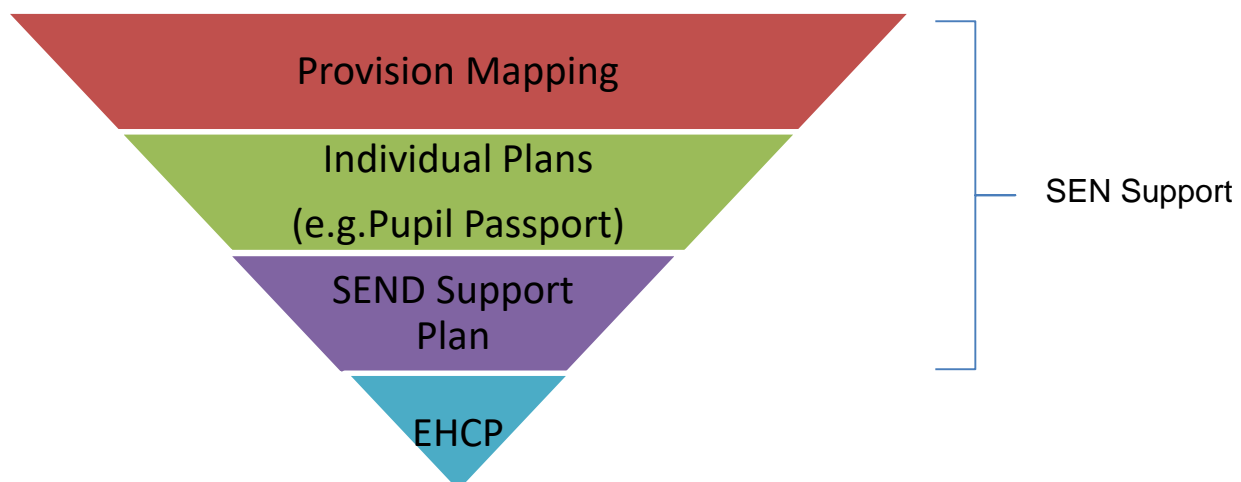 Provision Mapping
Individual Plans
(e.g.Pupil Passport)
SEN Support
SEND Support
Plan
EHCP